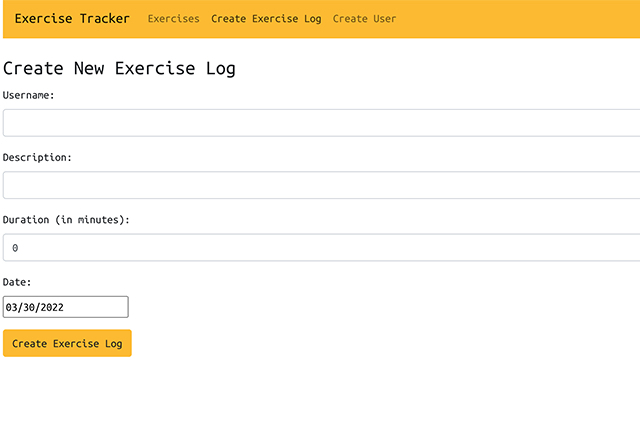 Exercise Tracker Exercises Create Exercise Log Create User
Create New Exercise Log
Username:
Description:
Duration (in minutes):
0
Date:
03/30/2022
Create Exercise Log